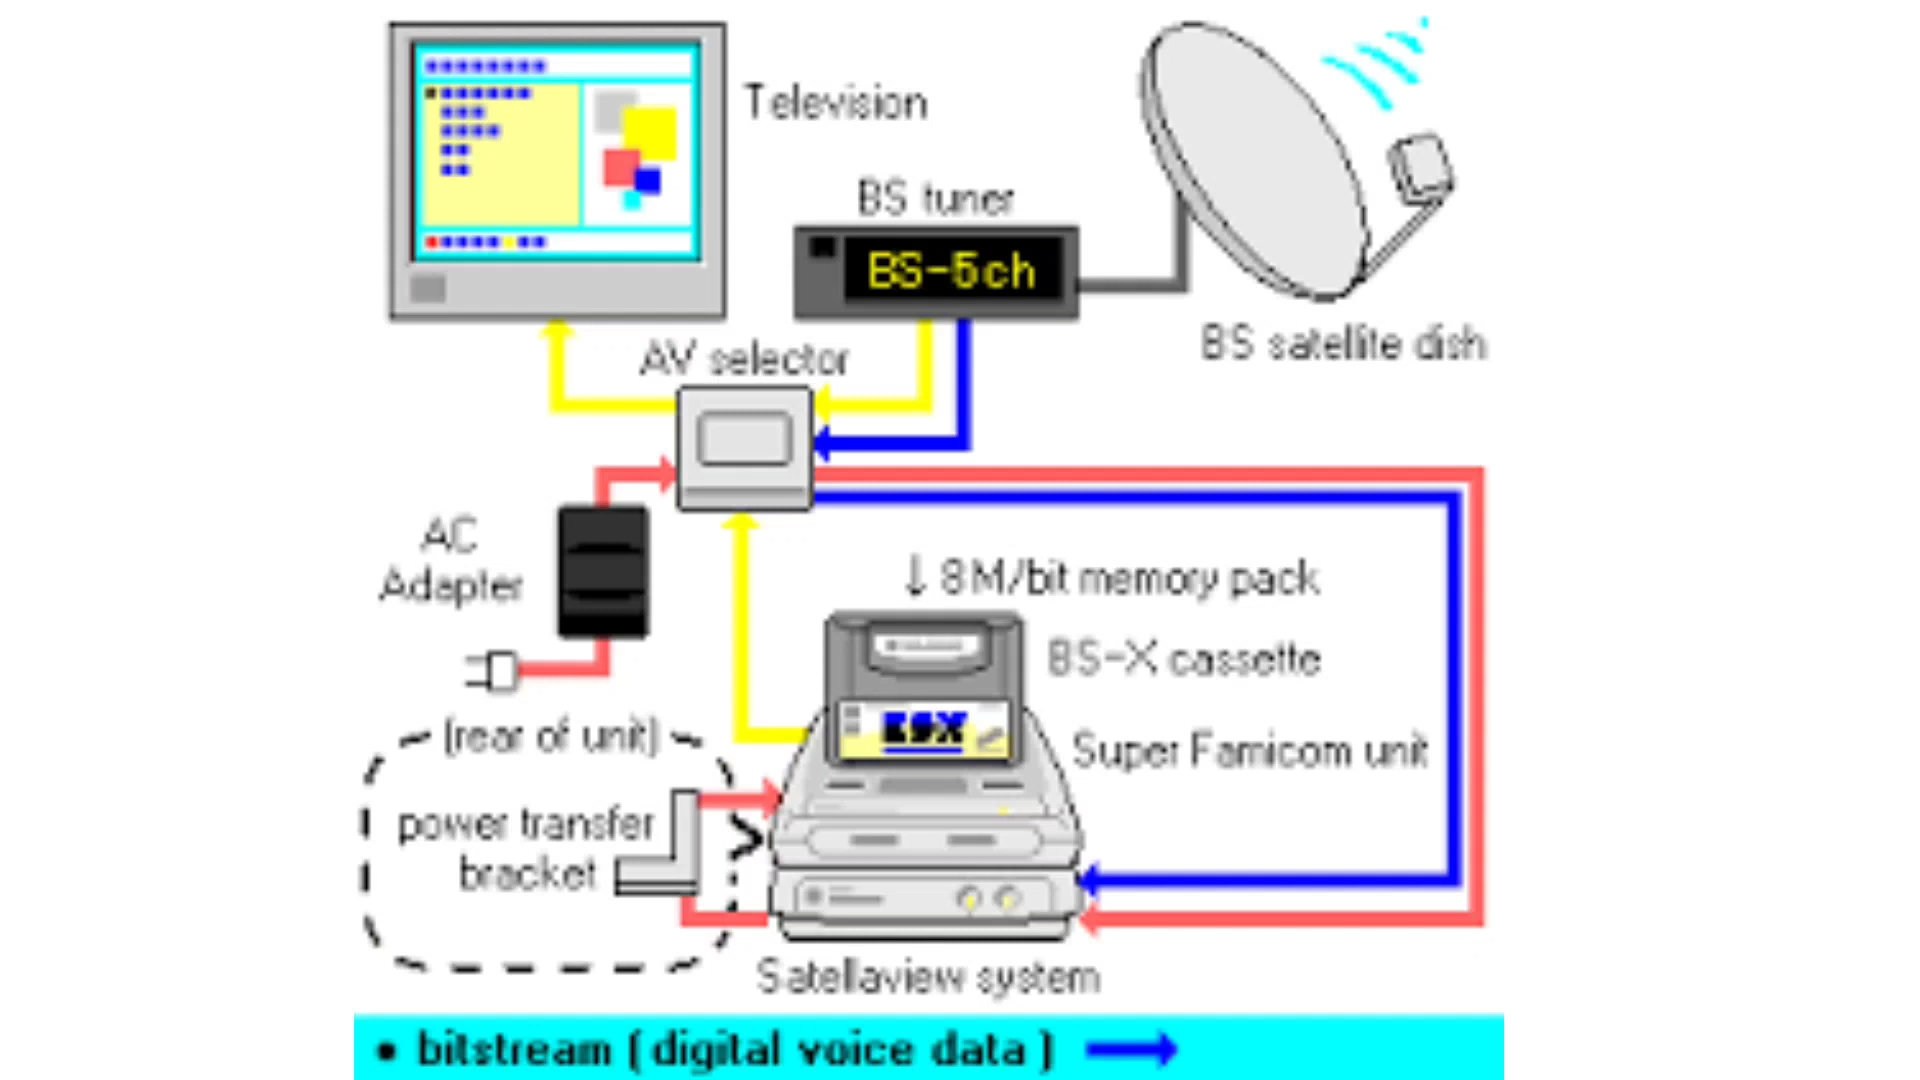 Television
BS tuner
BS-5ch
BS satellite dish
AV selector
AC
Adapter
↓ 8M/bit memory pack
BS-X cassette
(rear of unit)
Super Famicom unit
power transfer
bracket
Satellaview system
• bitstream ( digital voice data )